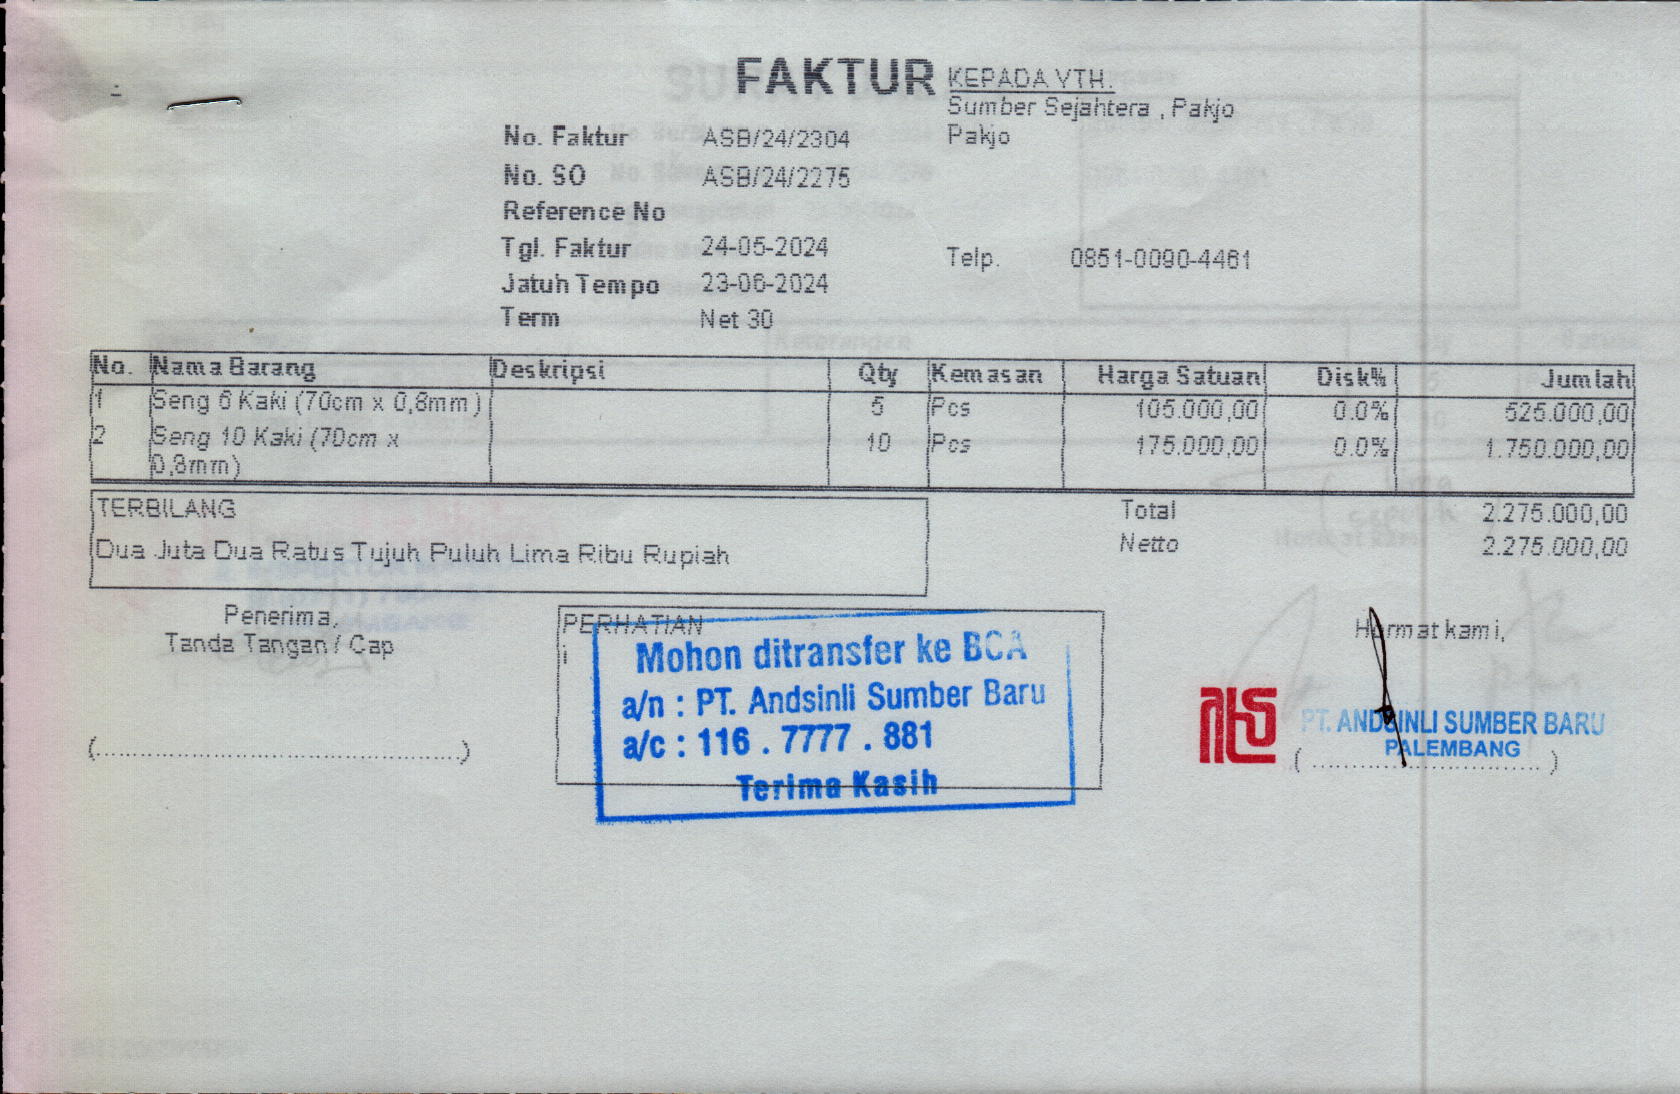 FAKTUR
KEPADA YTH.
Sumber Sejahtera , Pakjo
Pakjo
No. Faktur ASB/24/2304
No. SO ASB/24/2275
Reference No
Tgl. Faktur 24-05-2024
Jatuh Tempo 23-06-2024
Term Net 30
Telp. 0851-0090-4461
No. Nama Barang Deskripsi Qty Kemasan Harga Satuan Disk% Jumlah
1 Seng 6 Kaki (70cm x 0,8mm) 5 Pcs 105.000,00 0.0% 525.000,00
2 Seng 10 Kaki (70cm x 10 Pcs 175.000,00 0.0% 1.750.000,00
0,8mm)
TERBILANG
Dua Juta Dua Ratus Tujuh Puluh Lima Ribu Rupiah
Total 2.275.000,00
Netto 2.275.000,00
Penerima,
Tanda Tangan / Cap
(............................................)
PERHATIAN
i
Mohon ditransfer ke BCA
a/n : PT. Andsinli Sumber Baru
a/c : 116 . 7777 . 881
Terima Kasih
Hormat kami,
PT. ANDSINLI SUMBER BARU
PALEMBANG
(............................)